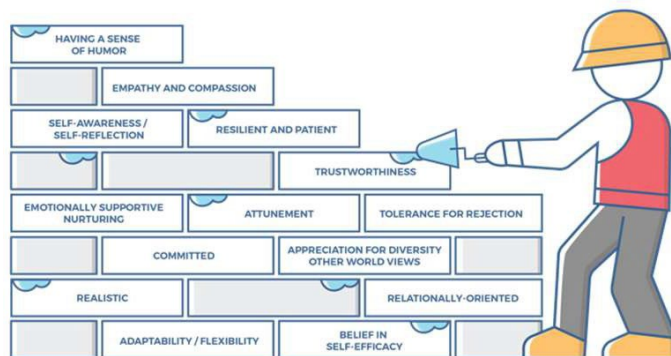 HAVING A SENSE
OF HUMOR
EMPATHY AND COMPASSION
SELF-AWARENESS /
SELF-REFLECTION
RESILIENT AND PATIENT
TRUSTWORTHINESS
EMOTIONALLY SUPPORTIVE
NURTURING
ATTUNEMENT
TOLERANCE FOR REJECTION
COMMITTED
APPRECIATION FOR DIVERSITY
OTHER WORLD VIEWS
REALISTIC
RELATIONALLY-ORIENTED
ADAPTABILITY / FLEXIBILITY
BELIEF IN
SELF-EFFICACY